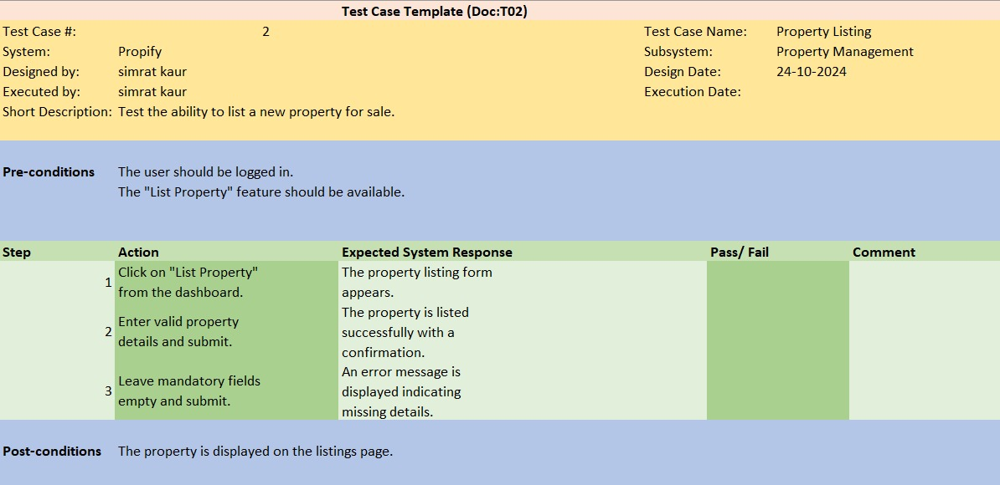 Test Case Template (Doc:T02)
Test Case #: 2 Test Case Name: Property Listing
System: Propify Subsystem: Property Management
Designed by: simrat kaur Design Date: 24-10-2024
Executed by: simrat kaur Execution Date:
Short Description: Test the ability to list a new property for sale.
Pre-conditions The user should be logged in.
The "List Property" feature should be available.
Step Action Expected System Response Pass/ Fail Comment
1
Click on "List Property"
from the dashboard.
The property listing form
appears.
2
Enter valid property
details and submit.
The property is listed
successfully with a
confirmation.
3
Leave mandatory fields
empty and submit.
An error message is
displayed indicating
missing details.
Post-conditions The property is displayed on the listings page.